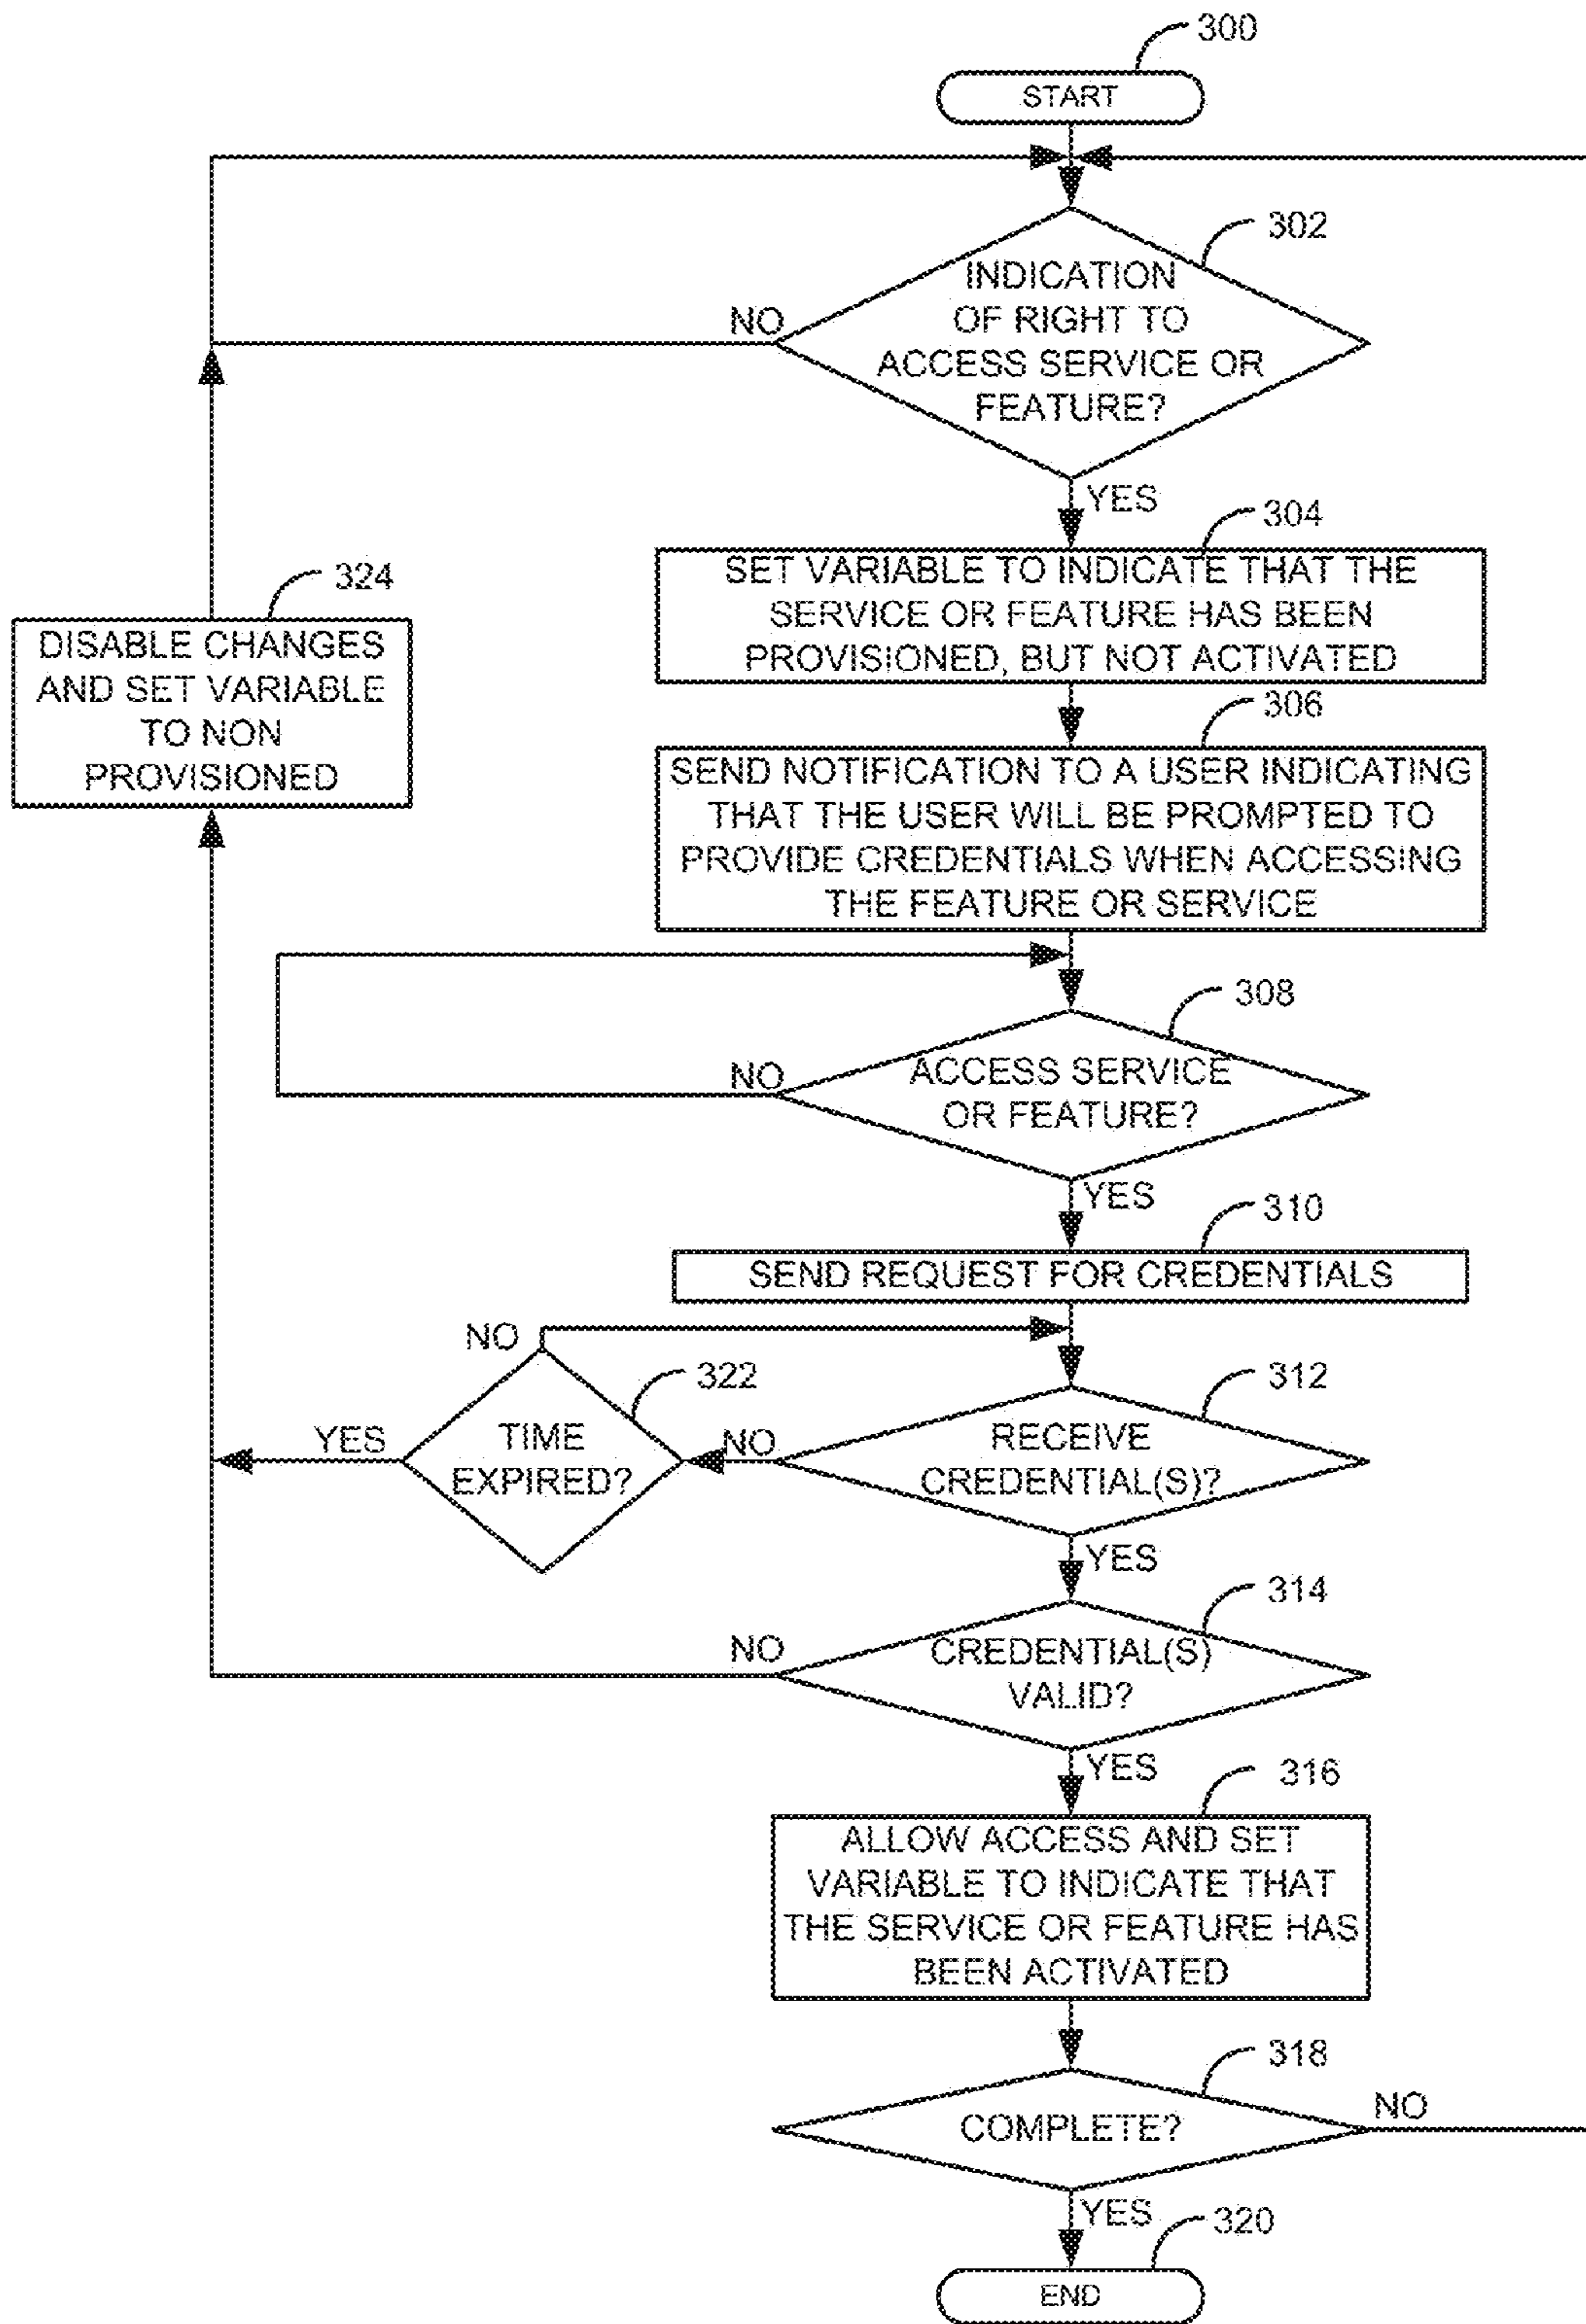 300
START
302
INDICATION
OF RIGHT TO
ACCESS SERVICE OR
FEATURE?
NO
YES
304
SET VARIABLE TO INDICATE THAT THE
SERVICE OR FEATURE HAS BEEN
PROVISIONED, BUT NOT ACTIVATED
324
DISABLE CHANGES
AND SET VARIABLE
TO NON
PROVISIONED
306
SEND NOTIFICATION TO A USER INDICATING
THAT THE USER WILL BE PROMPTED TO
PROVIDE CREDENTIALS WHEN ACCESSING
THE FEATURE OR SERVICE
308
ACCESS SERVICE
OR FEATURE?
NO
YES
310
SEND REQUEST FOR CREDENTIALS
NO
322
TIME
EXPIRED?
YES
312
RECEIVE
CREDENTIAL(S)?
NO
YES
314
CREDENTIAL(S)
VALID?
NO
YES
316
ALLOW ACCESS AND SET
VARIABLE TO INDICATE THAT
THE SERVICE OR FEATURE HAS
BEEN ACTIVATED
318
COMPLETE?
NO
YES
320
END